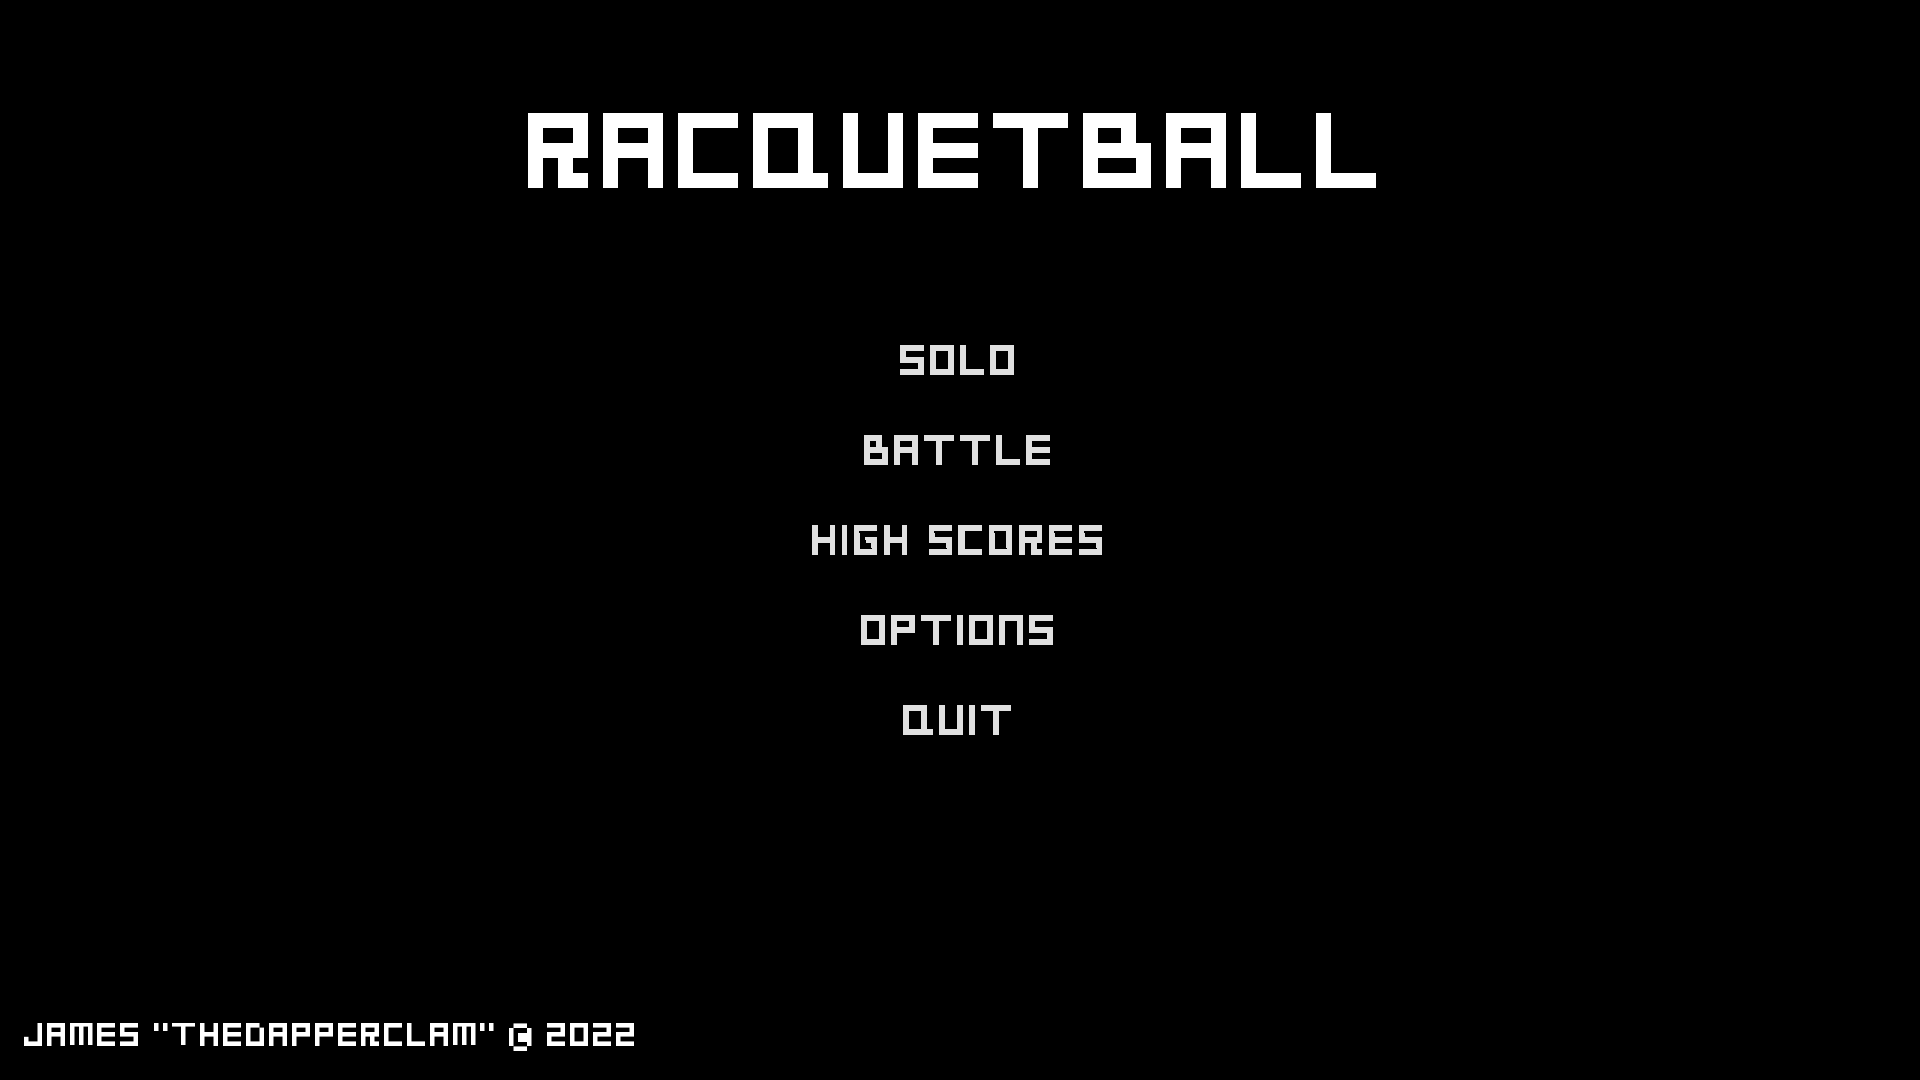 RACQUETBALL
SOLO
BATTLE
HIGH SCORES
OPTIONS
QUIT
JAMES "THEDAPPERCLAM" © 2022